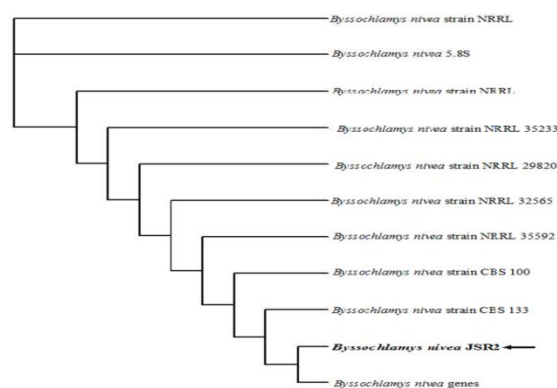 Byssochlamys nivea strain NRRL
Byssochlamys nivea 5.8S
Byssochlamys nivea strain NRRL
Byssochlamys nivea strain NRRL 35233
Byssochlamys nivea strain NRRL 29820
Byssochlamys nivea strain NRRL 32565
Byssochlamys nivea strain NRRL 35592
Byssochlamys nivea strain CBS 100
Byssochlamys nivea strain CBS 133
Byssochlamys nivea JSR2
Byssochlamys nivea genes